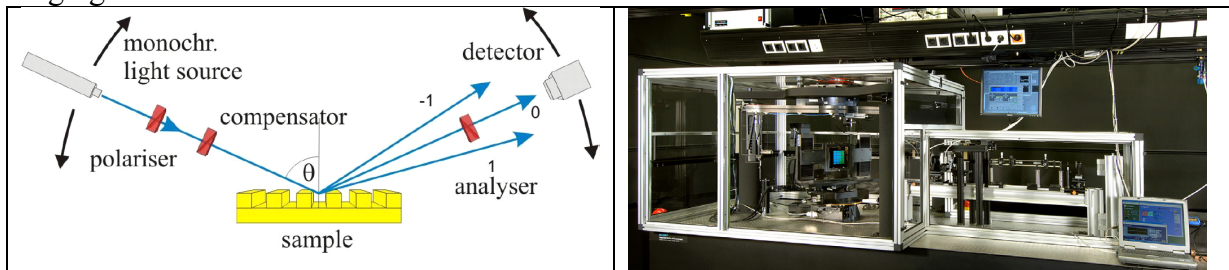 monochr.
light source
detector
-1
0
compensator
polariser
θ
1
analyser
sample